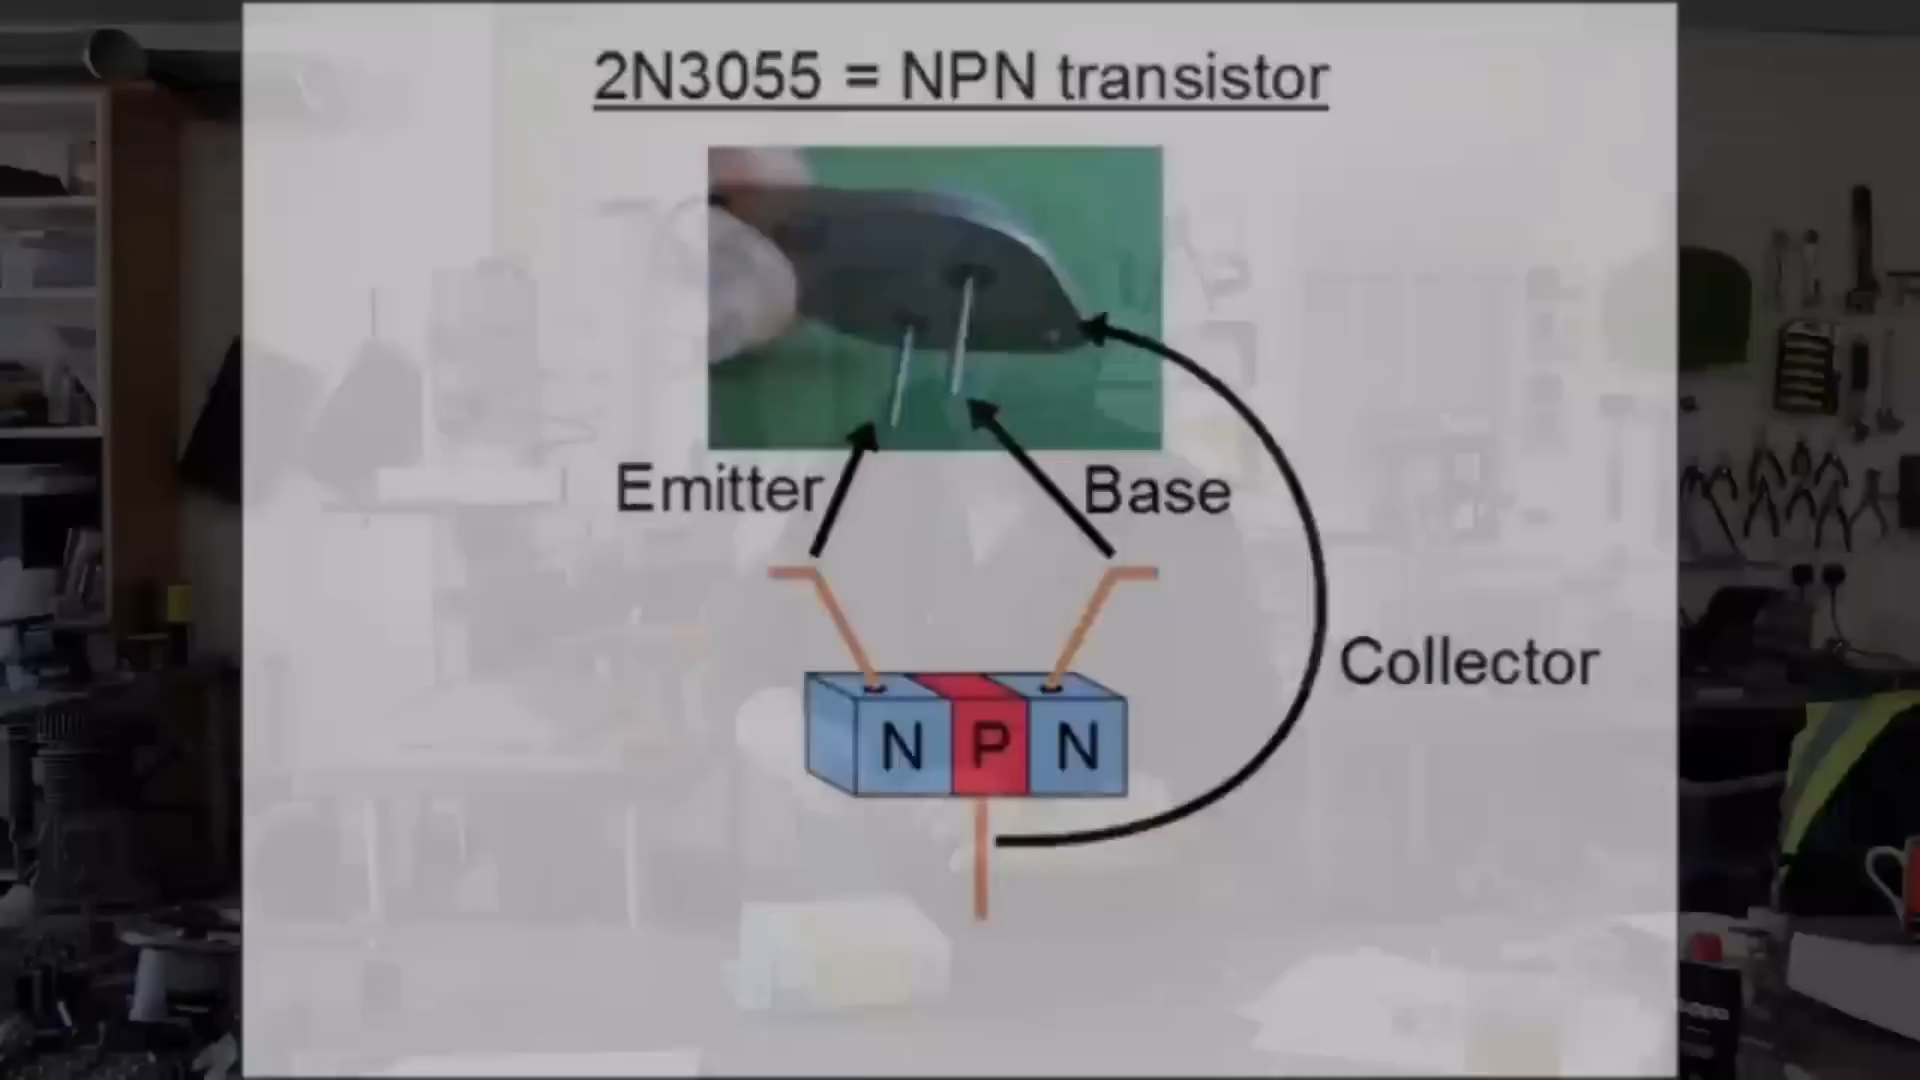 2N3055 = NPN transistor
Emitter
Base
N P N
Collector